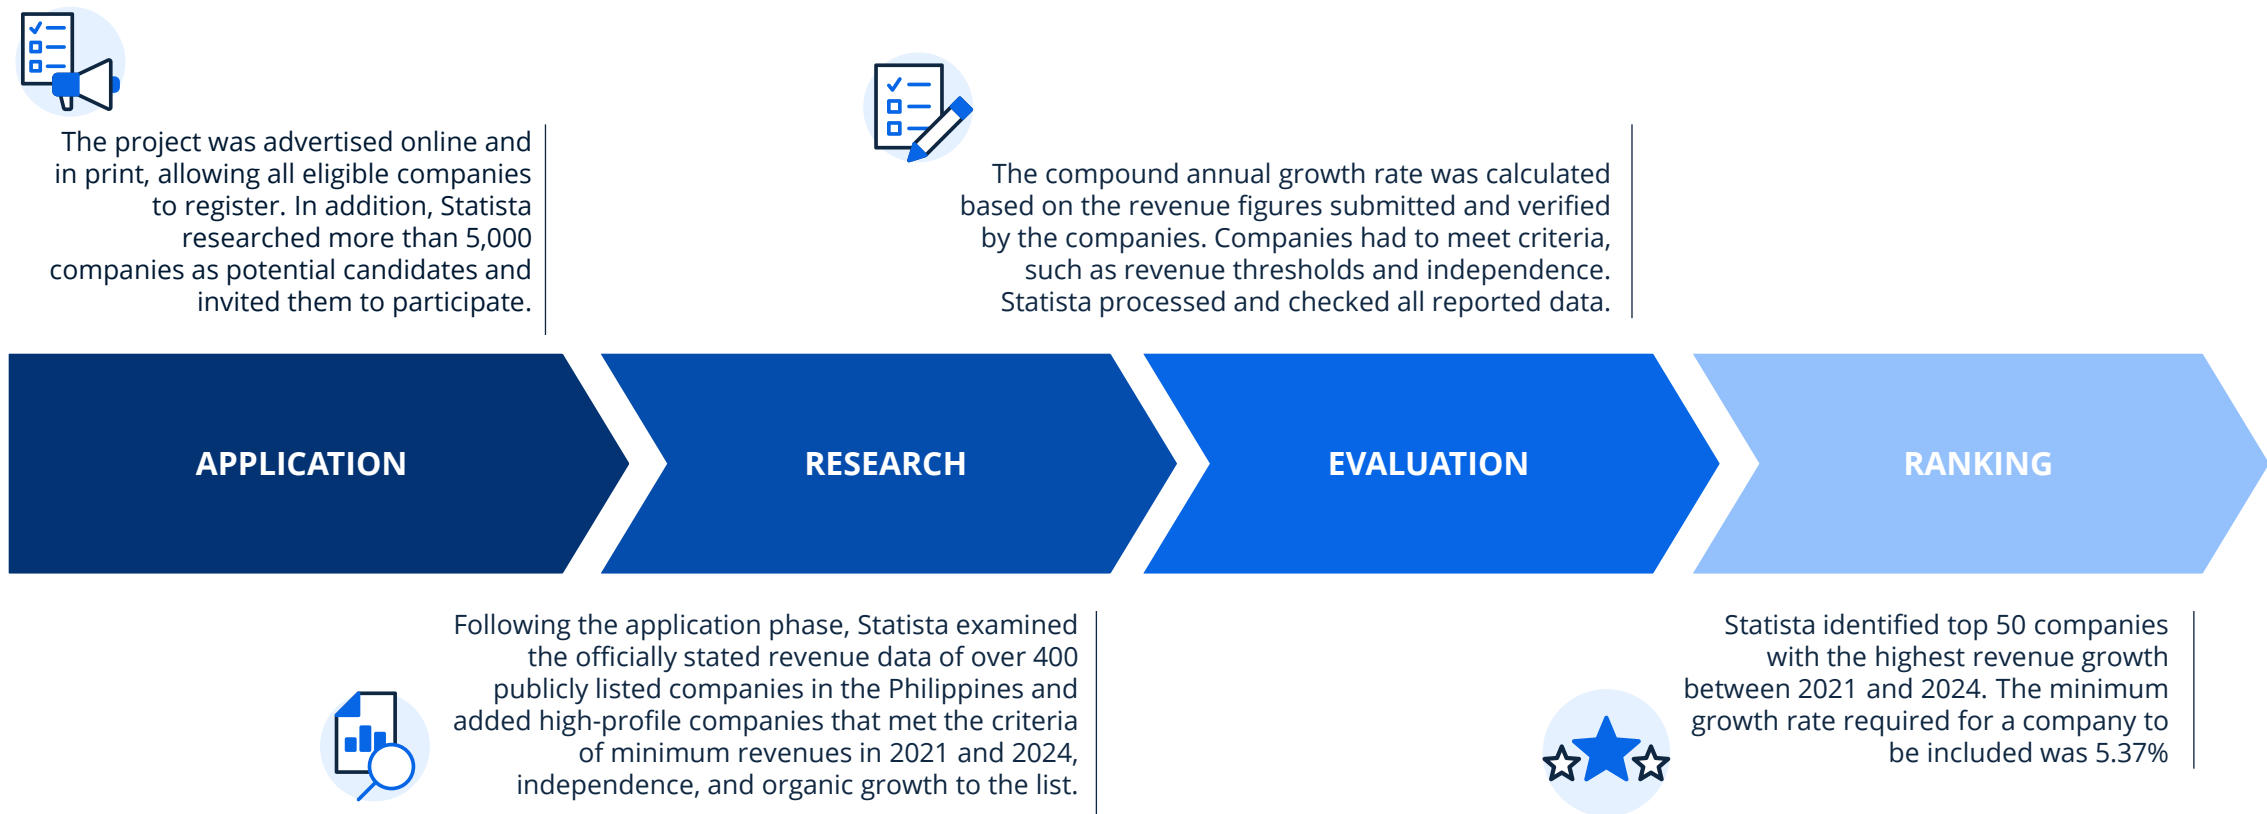 The project was advertised online and
in print, allowing all eligible companies
to register. In addition, Statista
researched more than 5,000
companies as potential candidates and
invited them to participate.
The compound annual growth rate was calculated
based on the revenue figures submitted and verified
by the companies. Companies had to meet criteria,
such as revenue thresholds and independence.
Statista processed and checked all reported data.
APPLICATION
RESEARCH
EVALUATION
RANKING
Following the application phase, Statista examined
the officially stated revenue data of over 400
publicly listed companies in the Philippines and
added high-profile companies that met the criteria
of minimum revenues in 2021 and 2024,
independence, and organic growth to the list.
Statista identified top 50 companies
with the highest revenue growth
between 2021 and 2024. The minimum
growth rate required for a company to
be included was 5.37%